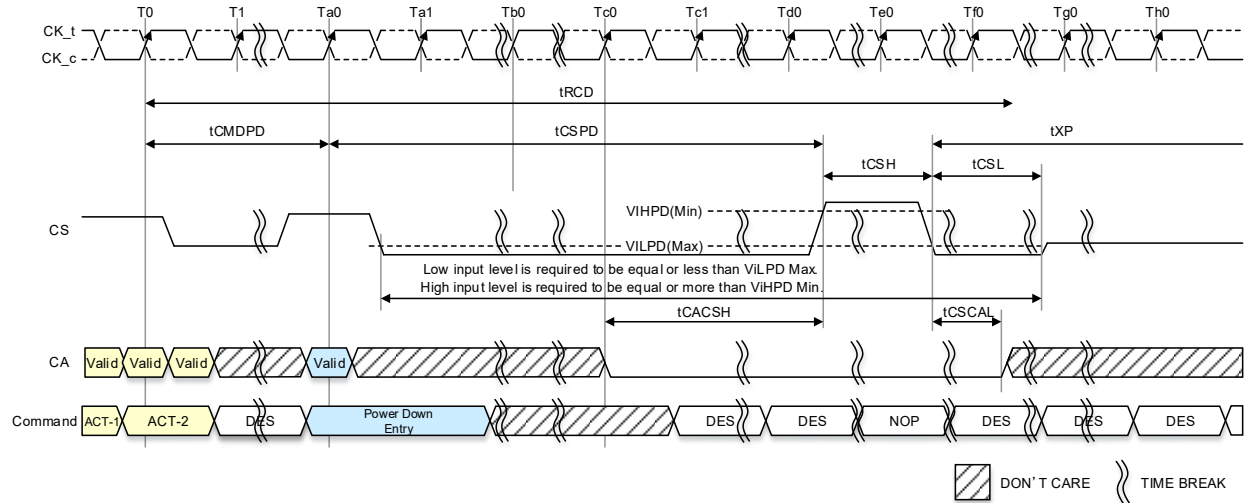 T0 T1 Ta0 Ta1 Tb0 Tc0 Tc1 Td0 Te0 Tf0 Tg0 Th0
CK_t
CK_c
tRCD
tCMDPD tCSPD tXP
tCSH tCSL
VIHPD(Min)
CS
VILPD(Max)
Low input level is required to be equal or less than ViLPD Max.
High input level is required to be equal or more than ViHPD Min.
tCACSH tCSCAL
CA Valid Valid Valid Valid
Command ACT-1 ACT-2 DES Power Down Entry DES DES NOP DES DES DES
DON'T CARE TIME BREAK